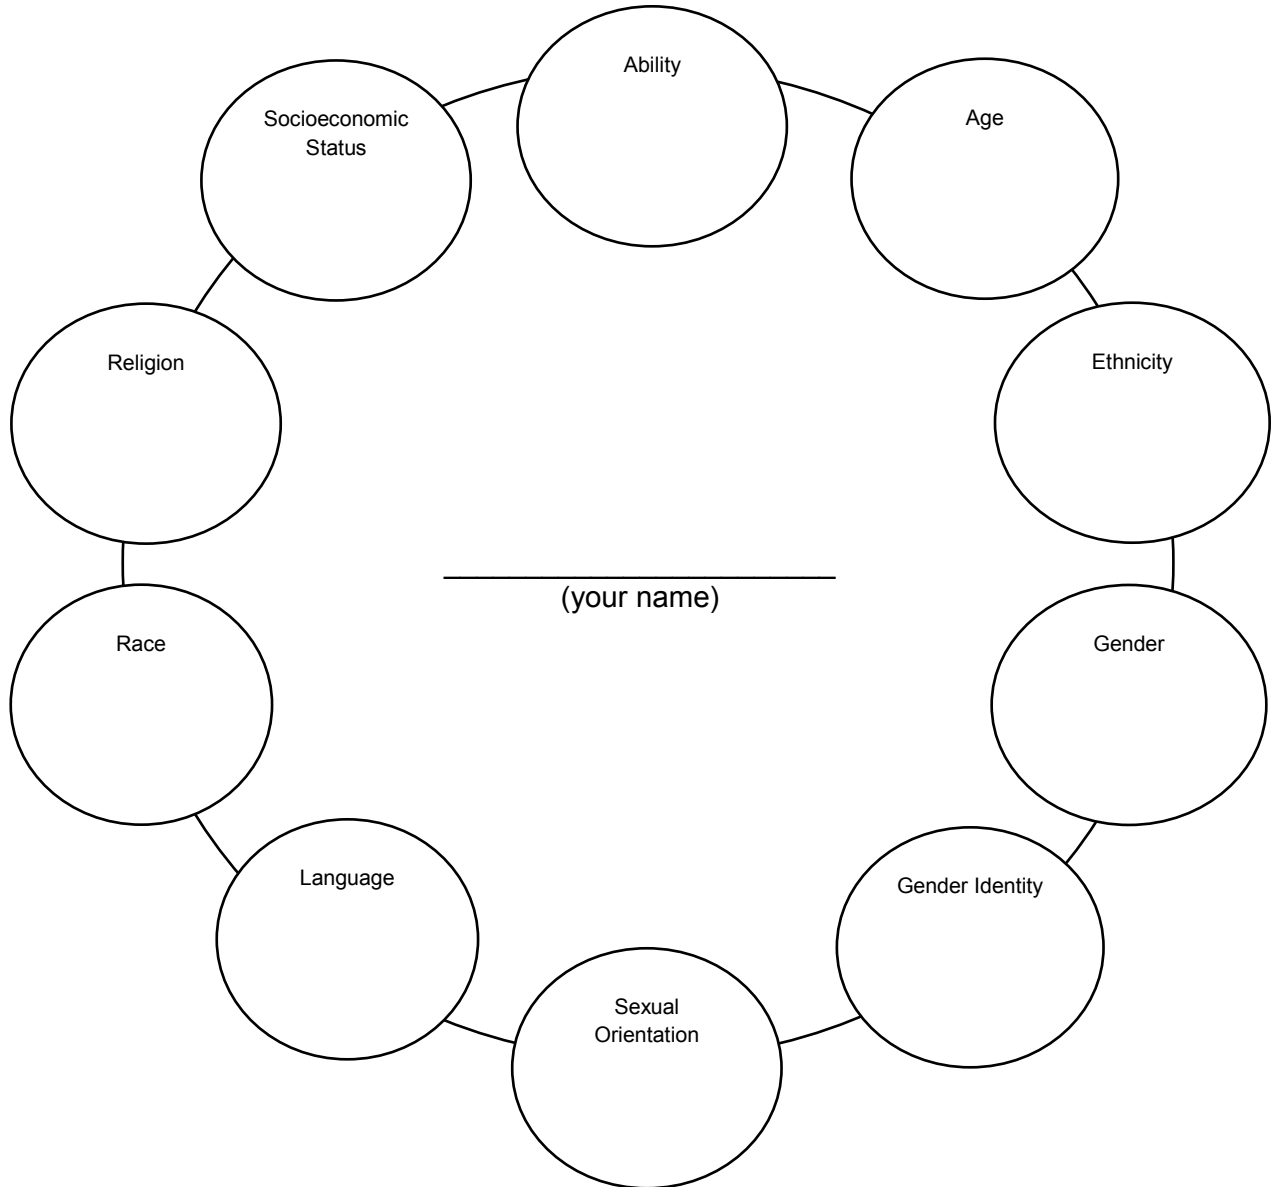 Ability
Age
Socioeconomic
Status
Ethnicity
Religion
(your name)
Race
Gender
Language
Gender Identity
Sexual
Orientation